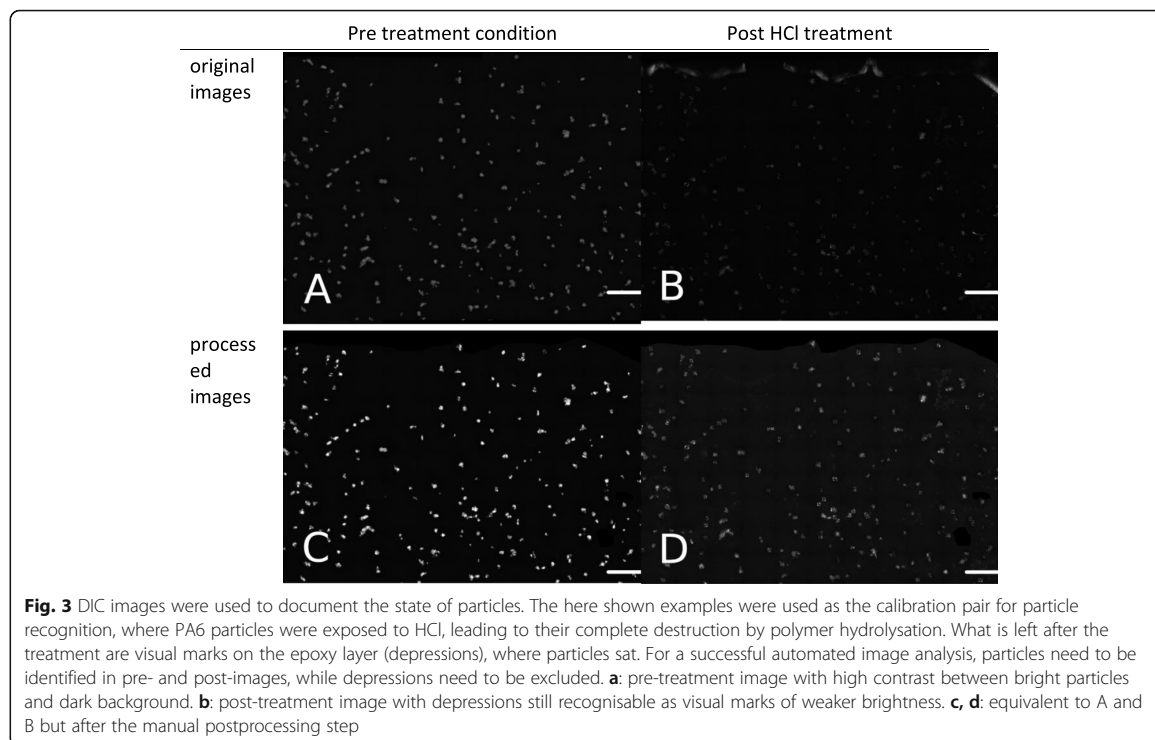 Pre treatment condition Post HCl treatment
original
images
A B
process
ed
images
C D
Fig. 3 DIC images were used to document the state of particles. The here shown examples were used as the calibration pair for particle
recognition, where PA6 particles were exposed to HCl, leading to their complete destruction by polymer hydrolysation. What is left after the
treatment are visual marks on the epoxy layer (depressions), where particles sat. For a successful automated image analysis, particles need to be
identified in pre- and post-images, while depressions need to be excluded. a: pre-treatment image with high contrast between bright particles
and dark background. b: post-treatment image with depressions still recognisable as visual marks of weaker brightness. c, d: equivalent to A and
B but after the manual postprocessing step